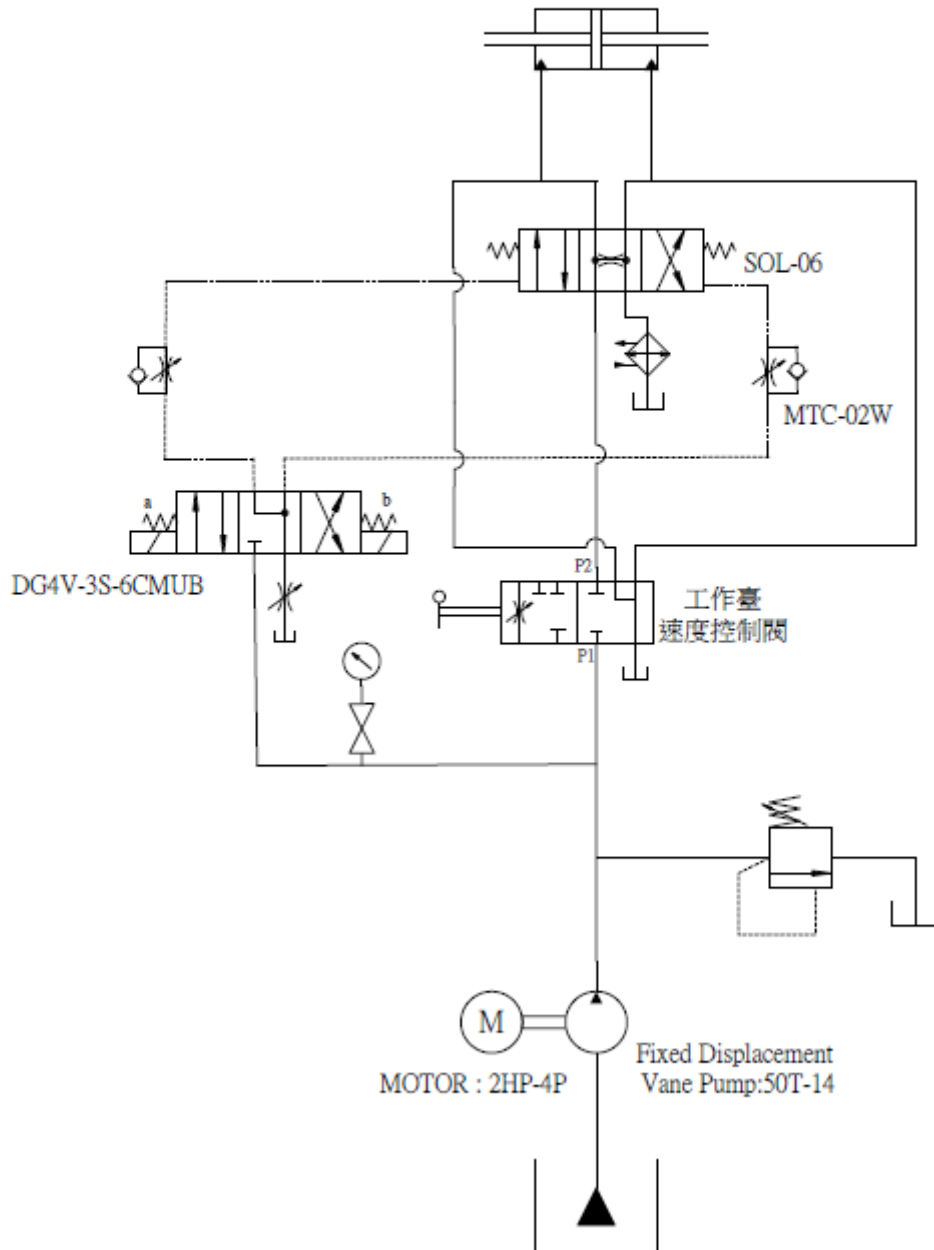 SOL-06
MTC-02W
a
b
DG4V-3S-6CMUB
P2
工作臺
速度控制閥
P1
M
MOTOR : 2HP-4P
Fixed Displacement
Vane Pump:50T-14